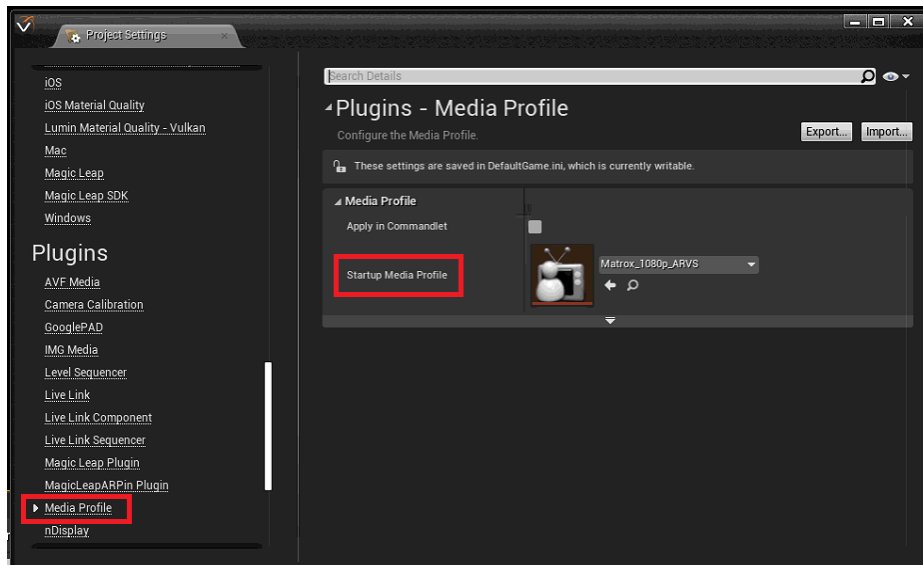 Project Settings
iOS
iOS Material Quality
Lumin Material Quality - Vulkan
Mac
Magic Leap
Magic Leap SDK
Windows
Plugins
AVF Media
Camera Calibration
GooglePAD
IMG Media
Level Sequencer
Live Link
Live Link Component
Live Link Sequencer
Magic Leap Plugin
MagicLeapARPin Plugin
Media Profile
nDisplay
Search Details
Plugins - Media Profile
Configure the Media Profile.
Export... Import...
These settings are saved in DefaultGame.ini, which is currently writable.
Media Profile
Apply in Commandlet
Startup Media Profile
Matrox_1080p_ARVS